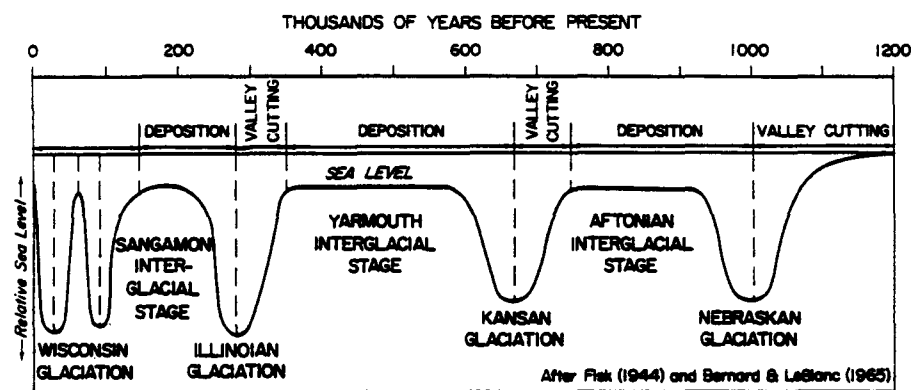 THOUSANDS OF YEARS BEFORE PRESENT
0 200 400 600 800 1000 1200
VALLEY CUTTING
VALLEY CUTTING
DEPOSITION
DEPOSITION
DEPOSITION
VALLEY CUTTING
SEA LEVEL
←Relative Sea Level→
SANGAMON
INTER-
GLACIAL
STAGE
YARMOUTH
INTERGLACIAL
STAGE
AFTONIAN
INTERGLACIAL
STAGE
WISCONSIN
GLACIATION
ILLINOIAN
GLACIATION
KANSAN
GLACIATION
NEBRASKAN
GLACIATION
After Fisk (1944) and Bernard & LeBlanc (1965)